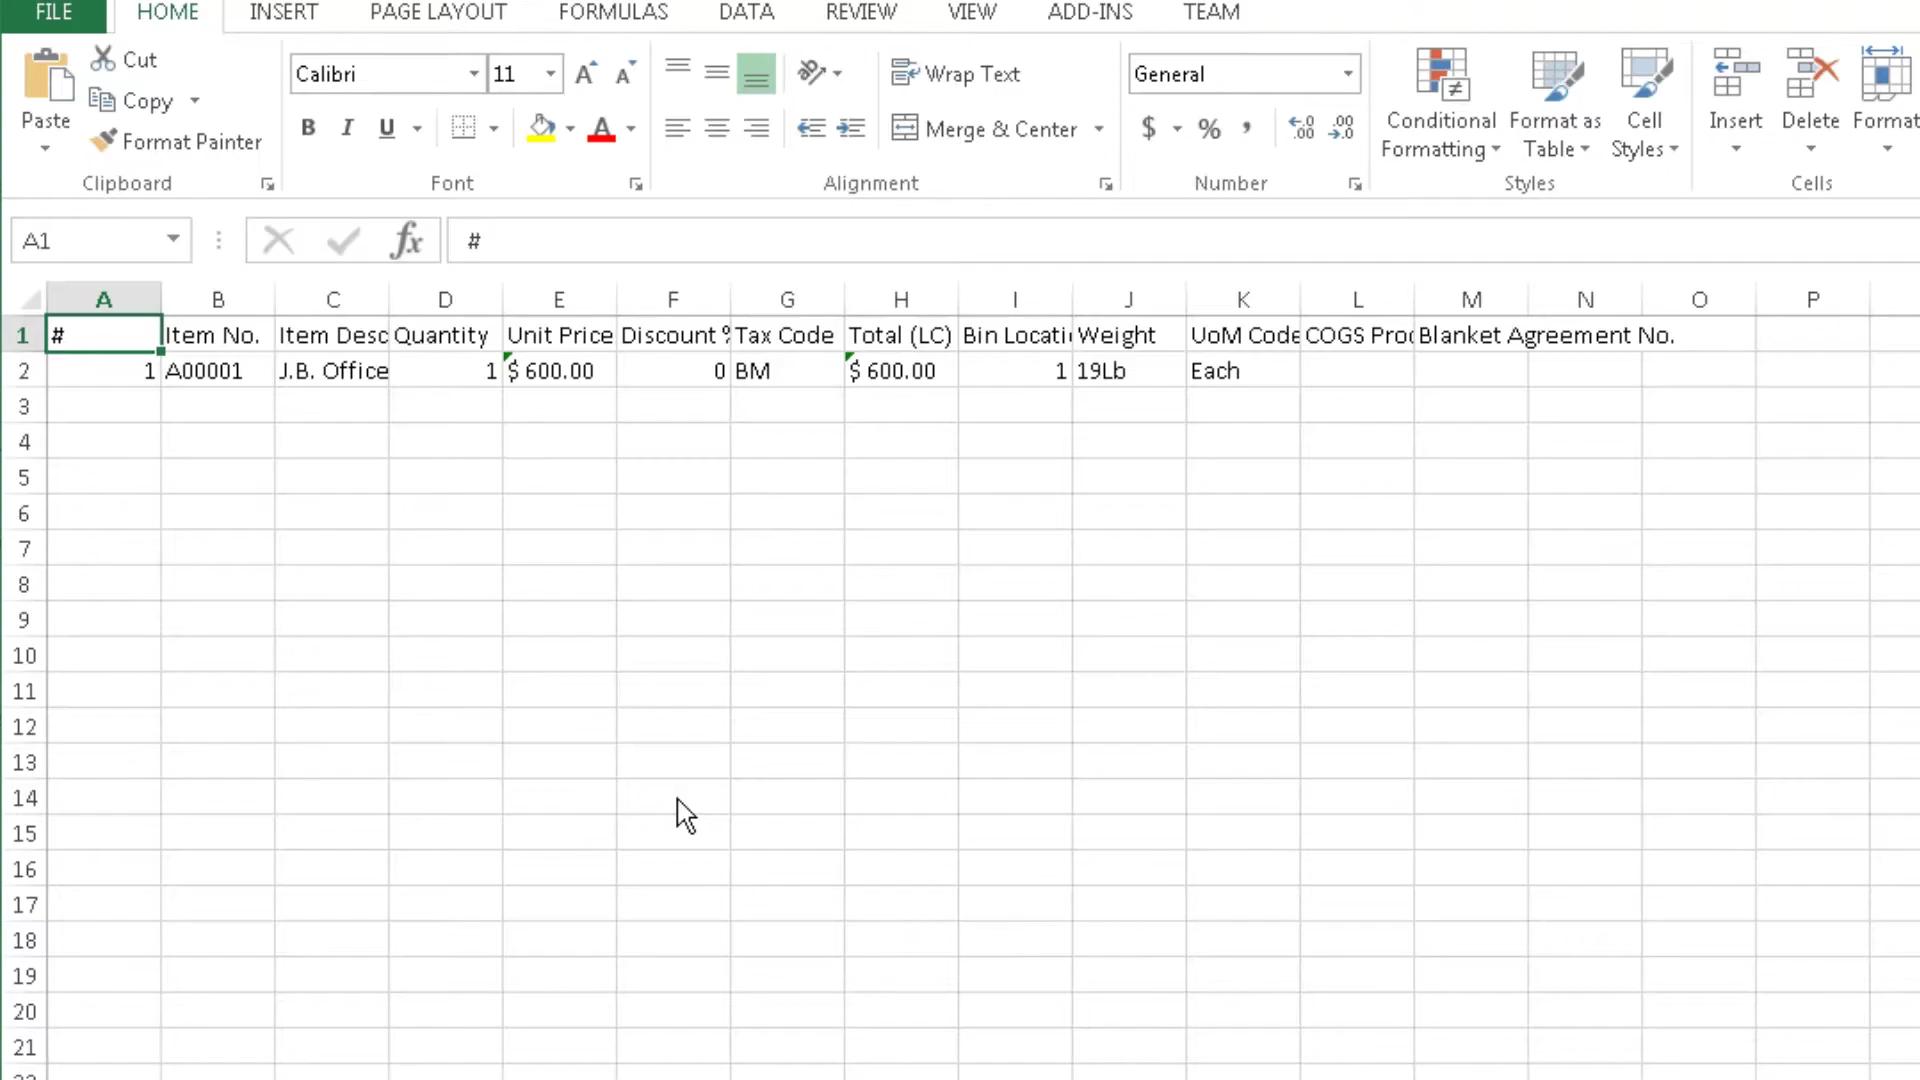 FILE HOME INSERT PAGE LAYOUT FORMULAS DATA REVIEW VIEW ADD-INS TEAM
Paste
Cut
Copy
Format Painter
Clipboard
Calibri 11
B I U A
Font
Wrap Text
Merge & Center
Alignment
General
$ % ,
Number
Conditional Formatting
Format as Table
Cell Styles
Styles
Insert
Delete
Format
Cells
A1 fx #
A B C D E F G H I J K L M N O P
1 # Item No. Item Desc Quantity Unit Price Discount % Tax Code Total (LC) Bin Locati Weight UoM Code COGS Proc Blanket Agreement No.
2 1 A00001 J.B. Office 1 $ 600.00 0 BM $ 600.00 1 19Lb Each
3
4
5
6
7
8
9
10
11
12
13
14
15
16
17
18
19
20
21